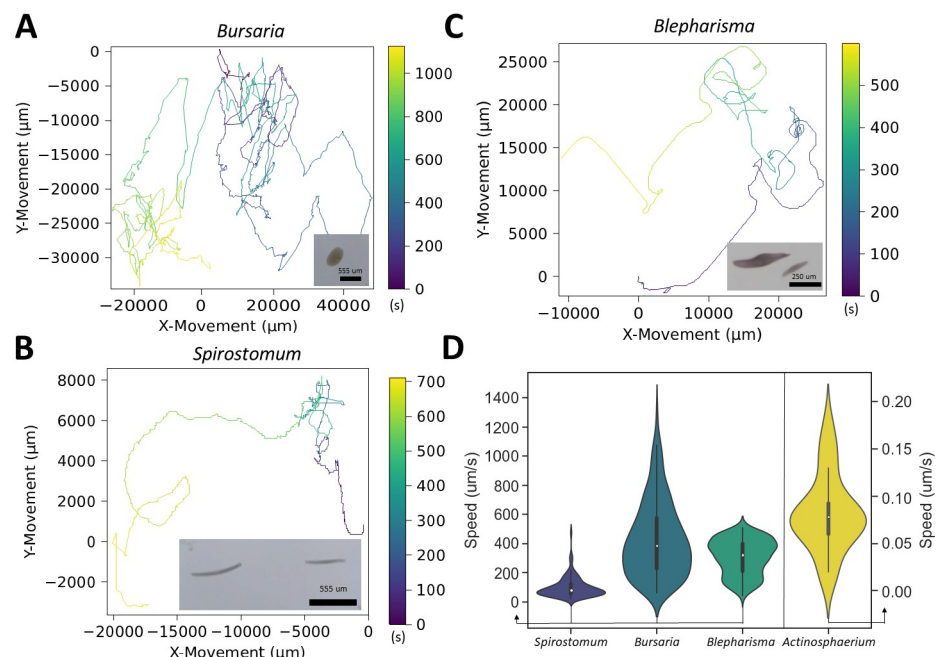 A
Bursaria
Y-Movement (μm)
0
−5000
−10000
−15000
−20000
−25000
−30000
−20000
0
20000
40000
X-Movement (μm)
555 um
1000
800
600
400
200
0
(s)
C
Blepharisma
Y-Movement (μm)
25000
20000
15000
10000
5000
0
−10000
0
10000
20000
X-Movement (μm)
250 um
500
400
300
200
100
0
(s)
B
Spirostomum
Y-Movement (μm)
8000
6000
4000
2000
0
−2000
−20000
−15000
−10000
−5000
0
X-Movement (μm)
555 um
700
600
500
400
300
200
100
0
(s)
D
Speed (um/s)
1400
1200
1000
800
600
400
200
0
Spirostomum
Bursaria
Blepharisma
Actinosphaerium
0.20
0.15
0.10
0.05
0.00
Speed (um/s)